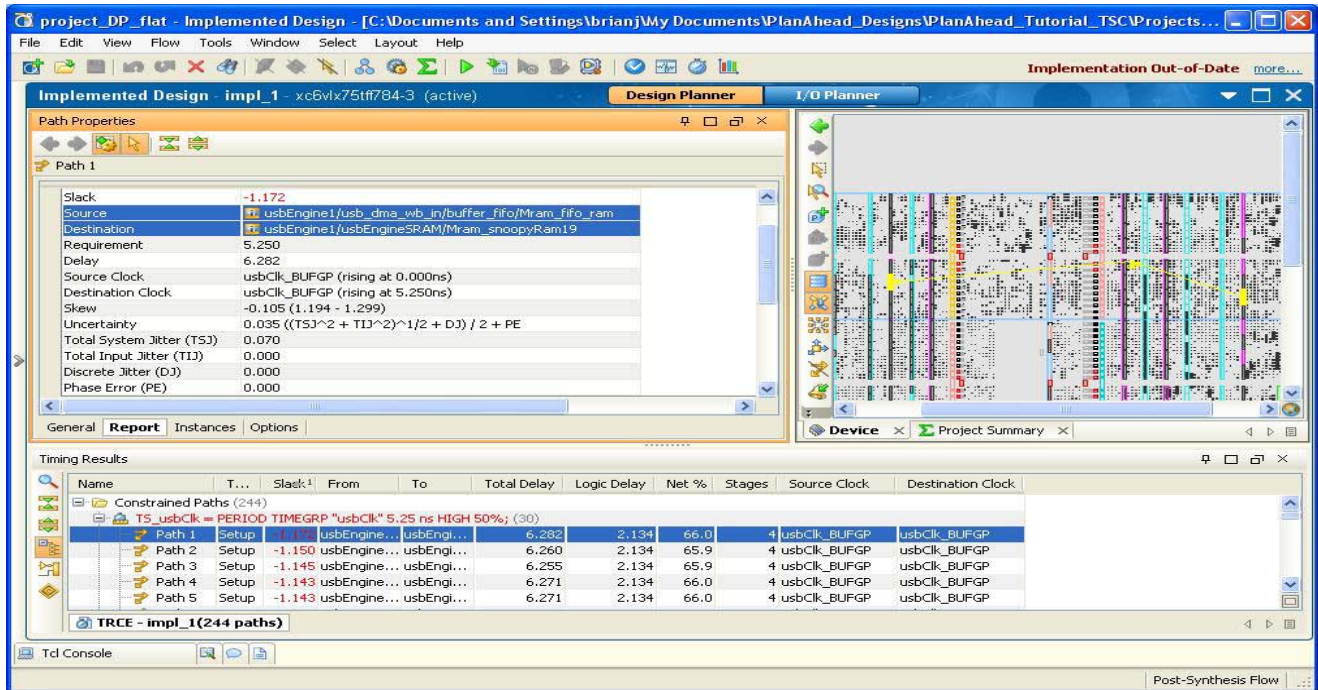 project_DP_flat - Implemented Design - [C:\Documents and Settings\brianj\My Documents\PlanAhead_Designs\PlanAhead_Tutorial_TSC\Projects...
File Edit View Flow Tools Window Select Layout Help
Implementation Out-of-Date more...
Implemented Design - impl_1 - xc6vlx75tff784-3 (active) Design Planner I/O Planner
Path Properties
Path 1
Slack -1.172
Source usbEngine1/usb_dma_wb_in/buffer_fifo/Mram_fifo_ram
Destination usbEngine1/usbEngineSRAM/Mram_snoopyRam19
Requirement 5.250
Delay 6.282
Source Clock usbClk_BUFGP (rising at 0.000ns)
Destination Clock usbClk_BUFGP (rising at 5.250ns)
Skew -0.105 (1.194 - 1.299)
Uncertainty 0.035 ((TSJ^2 + TIJ^2)^1/2 + DJ) / 2 + PE
Total System Jitter (TSJ) 0.070
Total Input Jitter (TIJ) 0.000
Discrete Jitter (DJ) 0.000
Phase Error (PE) 0.000
General Report Instances Options
Device Project Summary
Timing Results
Name T... Slack 1 From To Total Delay Logic Delay Net % Stages Source Clock Destination Clock
Constrained Paths (244)
TS_usbClk = PERIOD TIMEGRP "usbClk" 5.25 ns HIGH 50%; (30)
Path 1 Setup -1.172 usbEngine... usbEngi... 6.282 2.134 66.0 4 usbClk_BUFGP usbClk_BUFGP
Path 2 Setup -1.150 usbEngine... usbEngi... 6.260 2.134 65.9 4 usbClk_BUFGP usbClk_BUFGP
Path 3 Setup -1.145 usbEngine... usbEngi... 6.255 2.134 65.9 4 usbClk_BUFGP usbClk_BUFGP
Path 4 Setup -1.143 usbEngine... usbEngi... 6.271 2.134 66.0 4 usbClk_BUFGP usbClk_BUFGP
Path 5 Setup -1.143 usbEngine... usbEngi... 6.271 2.134 66.0 4 usbClk_BUFGP usbClk_BUFGP
TRCE - impl_1(244 paths)
Tcl Console
Post-Synthesis Flow